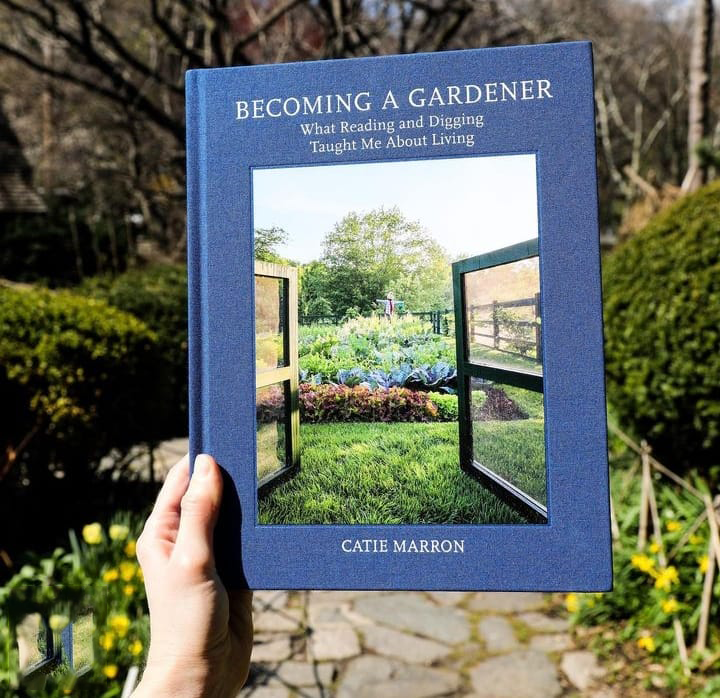 BECOMING A GARDENER
What Reading and Digging
Taught Me About Living
CATIE MARRON